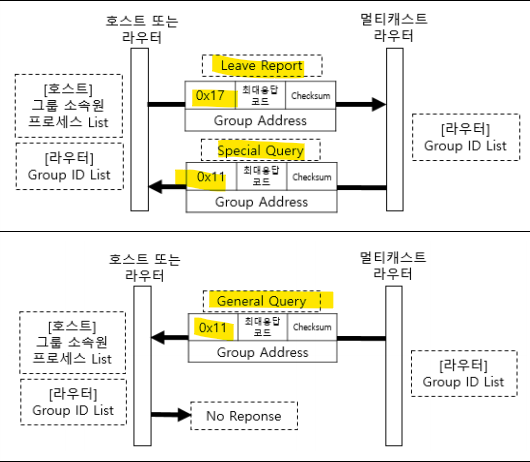 호스트 또는
라우터
멀티캐스트
라우터
Leave Report
[호스트]
그룹 소속원
프로세스 List
0x17
최대응답
코드
Checksum
Group Address
[라우터]
Group ID List
[라우터]
Group ID List
Special Query
0x11
최대응답
코드
Checksum
Group Address
호스트 또는
라우터
멀티캐스트
라우터
General Query
[호스트]
그룹 소속원
프로세스 List
0x11
최대응답
코드
Checksum
Group Address
[라우터]
Group ID List
[라우터]
Group ID List
No Reponse